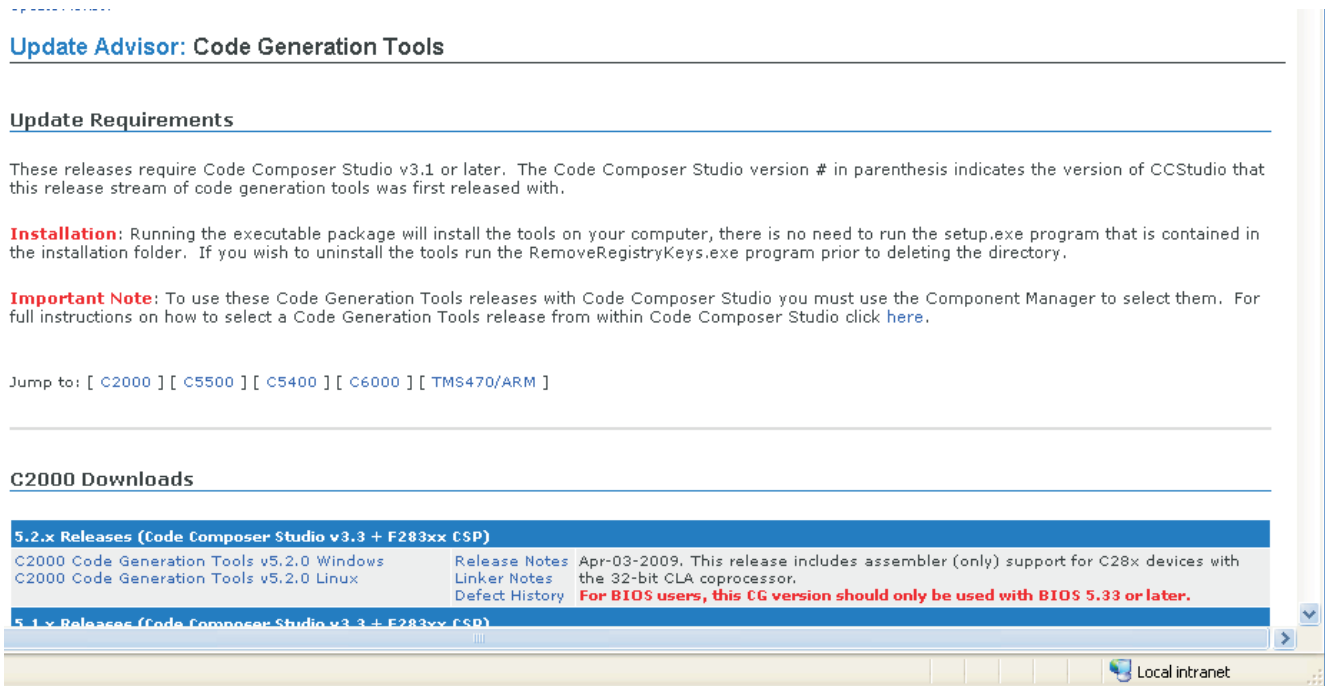 Update Advisor: Code Generation Tools
Update Requirements
These releases require Code Composer Studio v3.1 or later. The Code Composer Studio version # in parenthesis indicates the version of CCStudio that
this release stream of code generation tools was first released with.
Installation: Running the executable package will install the tools on your computer, there is no need to run the setup.exe program that is contained in
the installation folder. If you wish to uninstall the tools run the RemoveRegistryKeys.exe program prior to deleting the directory.
Important Note: To use these Code Generation Tools releases with Code Composer Studio you must use the Component Manager to select them. For
full instructions on how to select a Code Generation Tools release from within Code Composer Studio click here.
Jump to: [ C2000 ] [ C5500 ] [ C5400 ] [ C6000 ] [ TMS470/ARM ]
C2000 Downloads
5.2.x Releases (Code Composer Studio v3.3 + F283xx CSP)
C2000 Code Generation Tools v5.2.0 Windows Release Notes Apr-03-2009. This release includes assembler (only) support for C28x devices with
C2000 Code Generation Tools v5.2.0 Linux Linker Notes the 32-bit CLA coprocessor.
Defect History For BIOS users, this CG version should only be used with BIOS 5.33 or later.
5.1.x Releases (Code Composer Studio v3.3 + F283xx CSP)
Local intranet